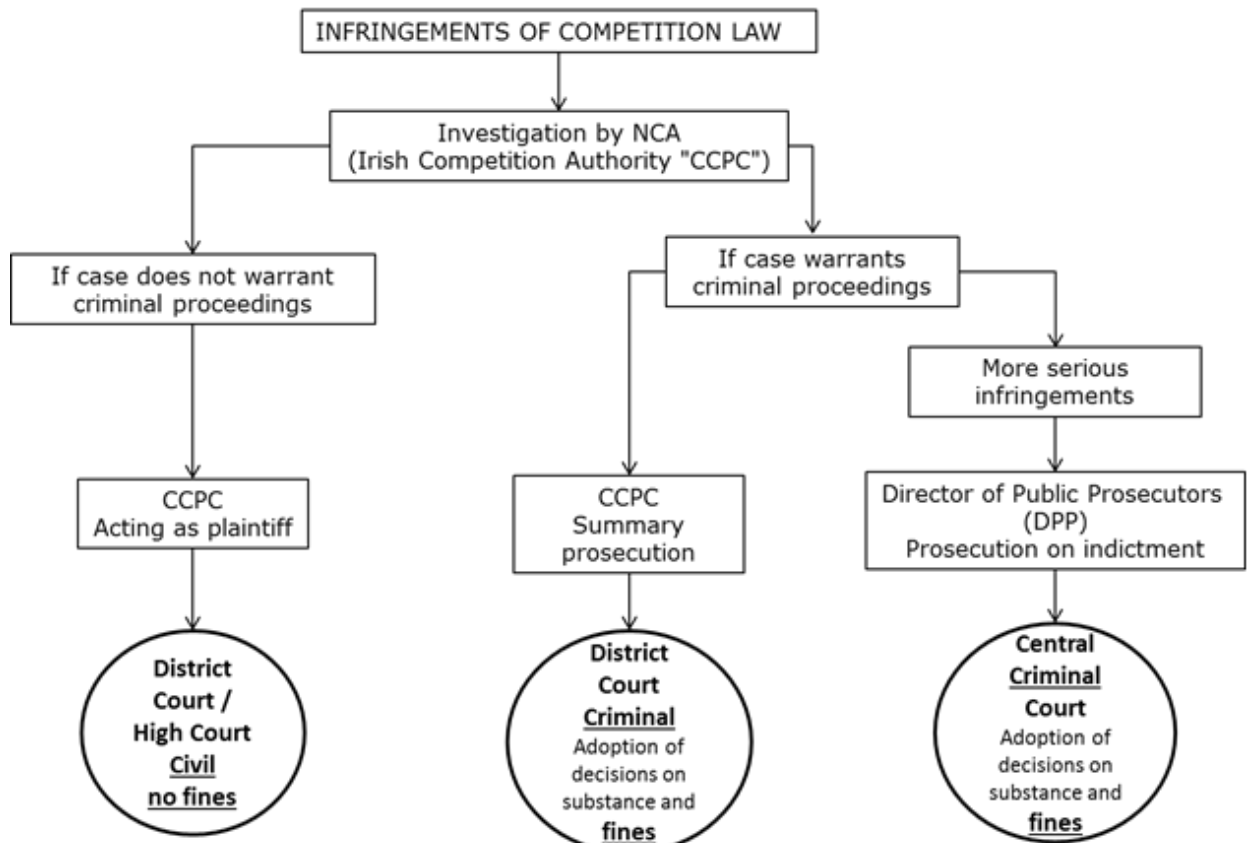 INFRINGEMENTS OF COMPETITION LAW
Investigation by NCA
(Irish Competition Authority "CCPC")
If case does not warrant
criminal proceedings
If case warrants
criminal proceedings
More serious
infringements
CCPC
Acting as plaintiff
CCPC
Summary
prosecution
Director of Public Prosecutors
(DPP)
Prosecution on indictment
District
Court /
High Court
Civil
no fines
District
Court
Criminal
Adoption of
decisions on
substance and
fines
Central
Criminal
Court
Adoption of
decisions on
substance and
fines